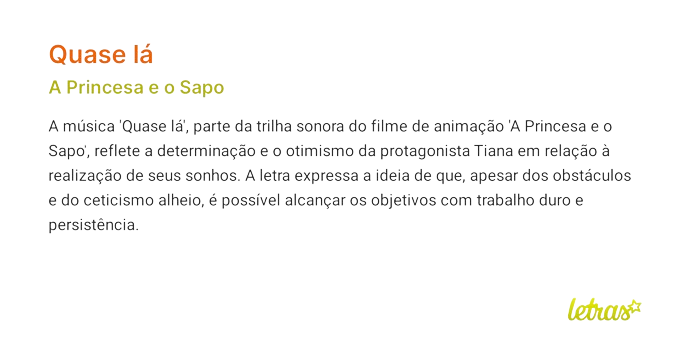 Quase lá
A Princesa e o Sapo
A música 'Quase lá', parte da trilha sonora do filme de animação 'A Princesa e o
Sapo', reflete a determinação e o otimismo da protagonista Tiana em relação à
realização de seus sonhos. A letra expressa a ideia de que, apesar dos obstáculos
e do ceticismo alheio, é possível alcançar os objetivos com trabalho duro e
persistência.
letras